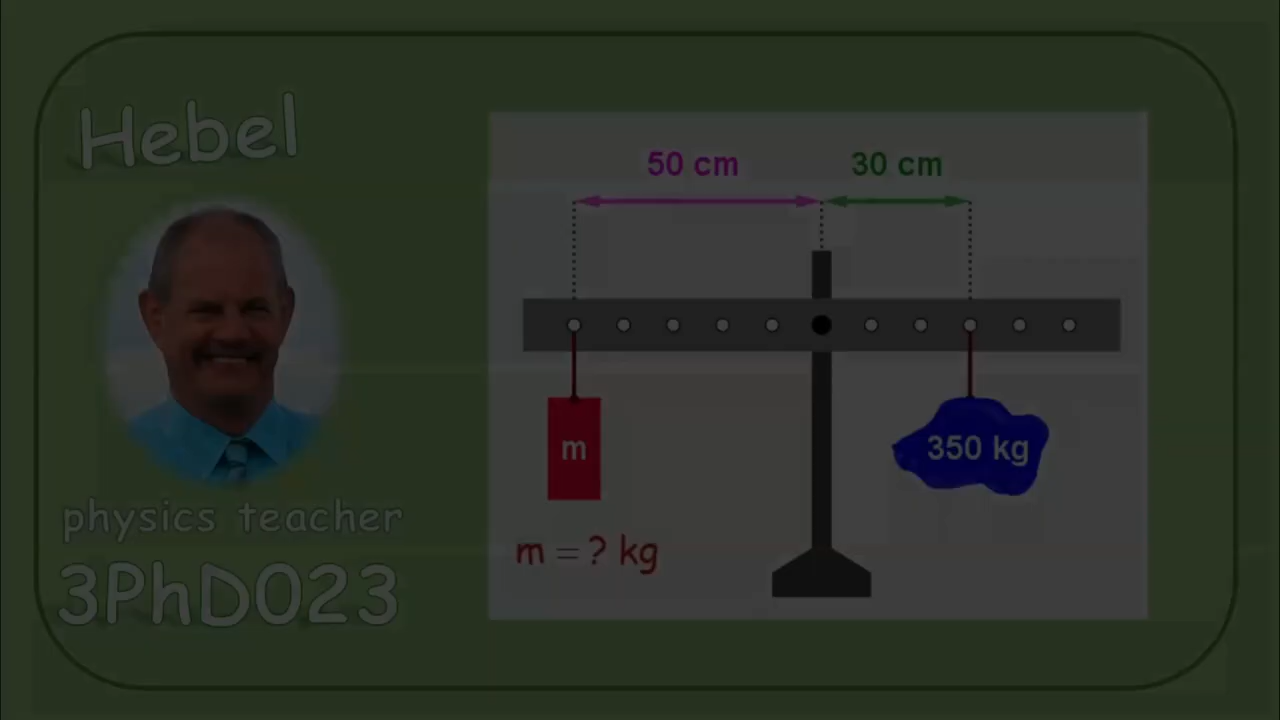 Hebel
physics teacher
3PhD023
50 cm
30 cm
m
350 kg
m = ? kg